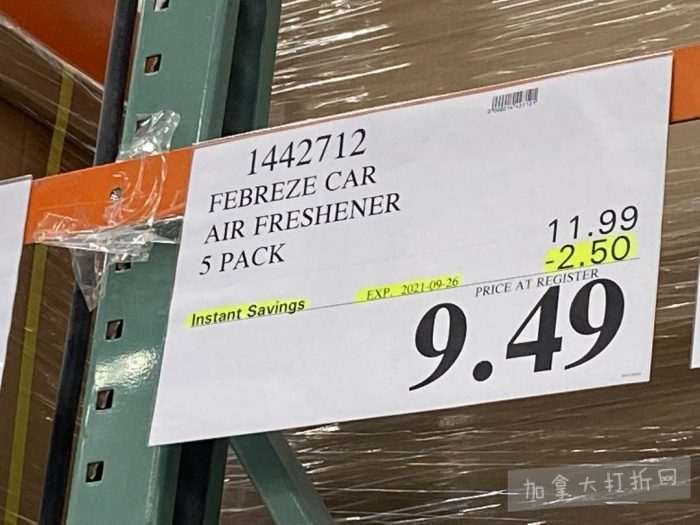 1442712
FEBREZE CAR
AIR FRESHENER
5 PACK
11.99
-2.50
Instant Savings
EXP. 2021-09-26
PRICE AT REGISTER
9.49
加拿大打折网